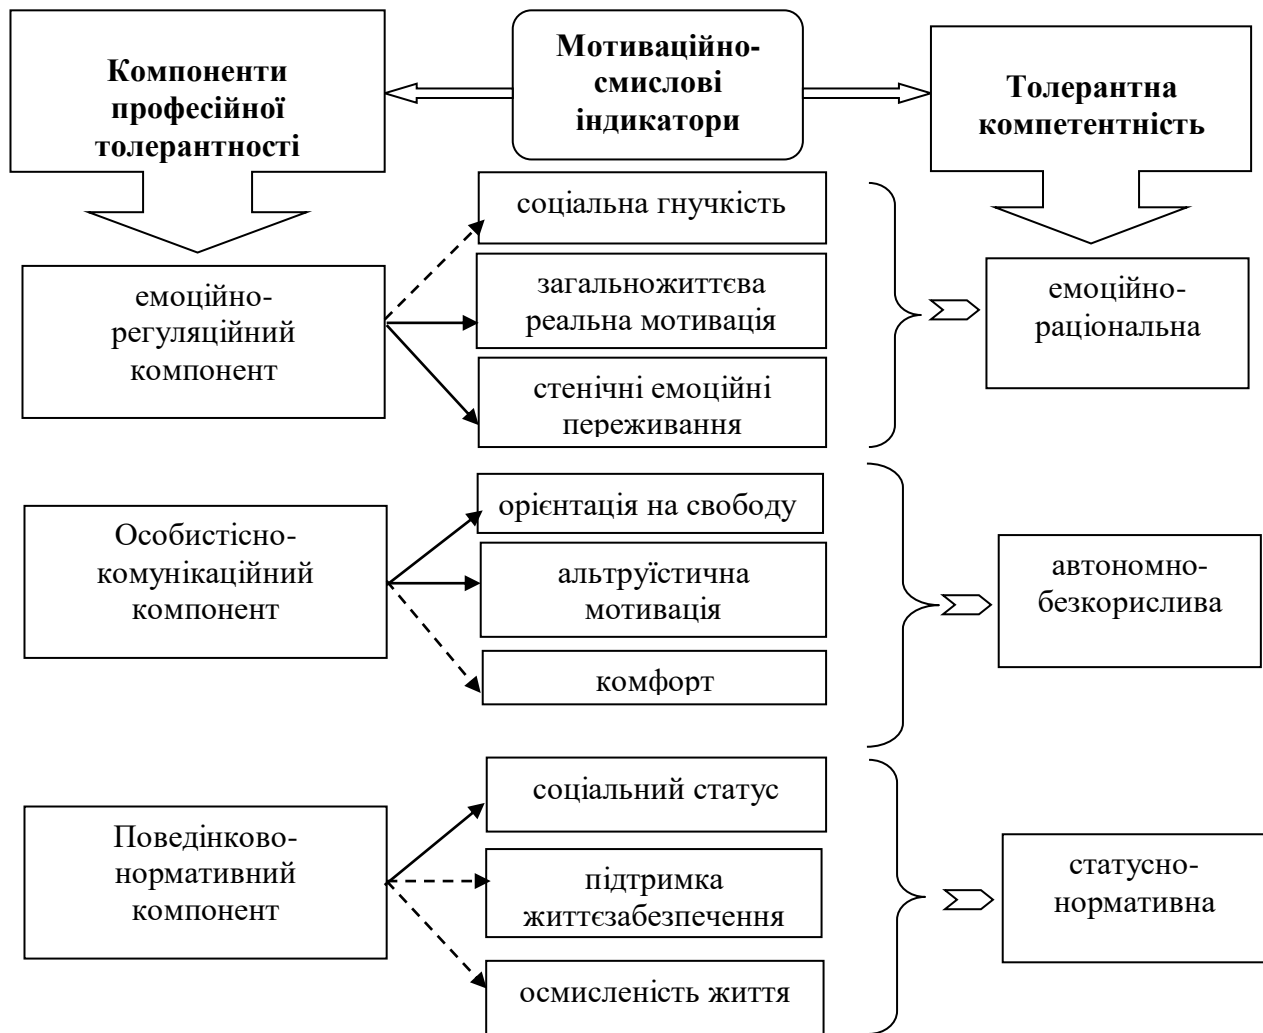 Компоненти
професійної
толерантності
Мотиваційно-
смислові
індикатори
Толерантна
компетентність
емоційно-
регуляційний
компонент
соціальна гнучкість
загальножиттєва
реальна мотивація
стенічні емоційні
переживання
емоційно-
раціональна
Особистісно-
комунікаційний
компонент
орієнтація на свободу
альтруїстична
мотивація
комфорт
автономно-
безкорислива
Поведінково-
нормативний
компонент
соціальний статус
підтримка
життєзабезпечення
осмисленість життя
статусно-
нормативна